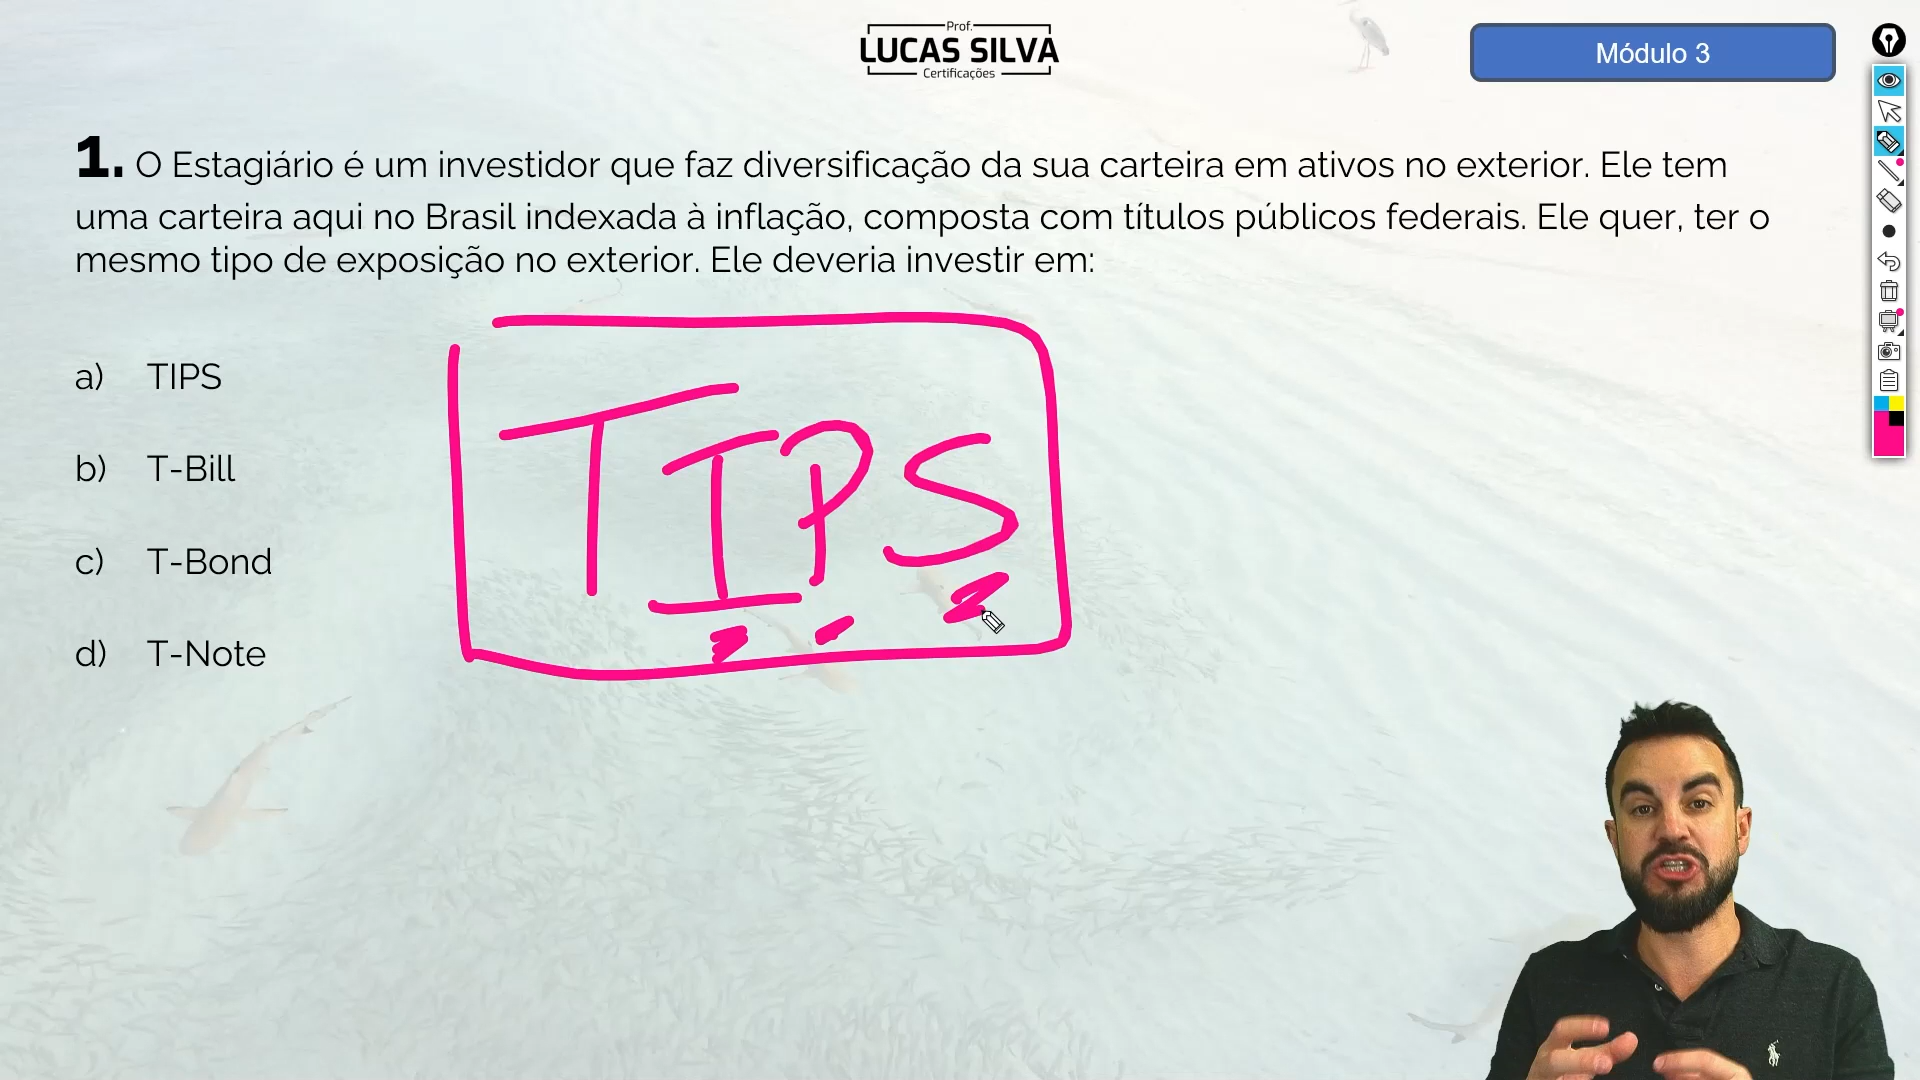 Prof.
LUCAS SILVA
Certificações
Módulo 3
1. O Estagiário é um investidor que faz diversificação da sua carteira em ativos no exterior. Ele tem
uma carteira aqui no Brasil indexada à inflação, composta com títulos públicos federais. Ele quer, ter o
mesmo tipo de exposição no exterior. Ele deveria investir em:
a) TIPS
b) T-Bill
c) T-Bond
d) T-Note
TIPS